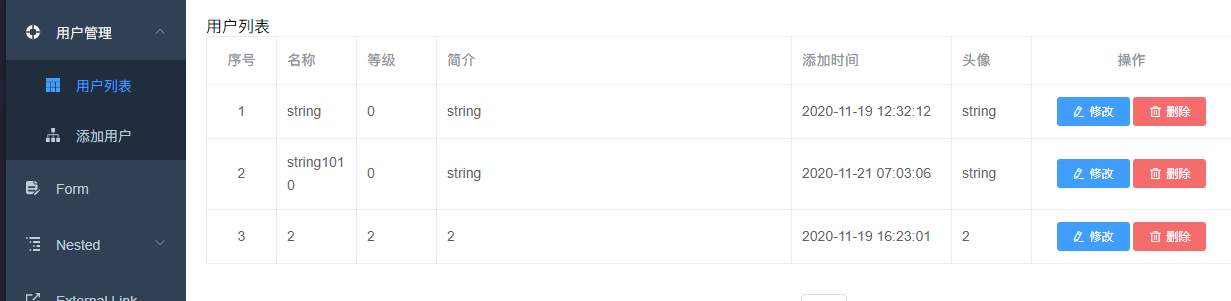 用户管理
用户列表
添加用户
Form
Nested
External Link
用户列表
序号 名称 等级 简介 添加时间 头像 操作
1 string 0 string 2020-11-19 12:32:12 string 修改 删除
2 string101
0 0 string 2020-11-21 07:03:06 string 修改 删除
3 2 2 2 2020-11-19 16:23:01 2 修改 删除